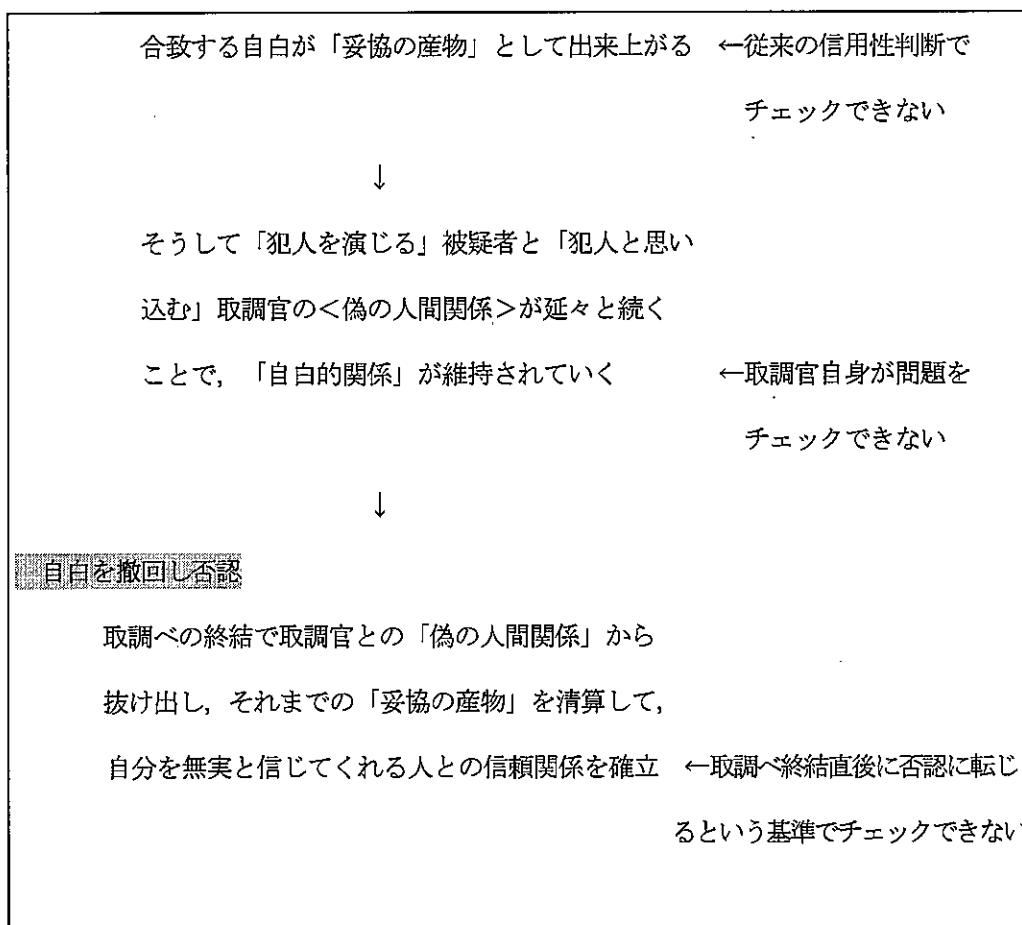 合致する自白が「妥協の産物」として出来上がる ←従来の信用性判断で
チェックできない
↓
そうして「犯人を演じる」被疑者と「犯人と思い
込む」取調官の<偽の人間関係>が延々と続く
ことで,「自白的関係」が維持されていく ←取調官自身が問題を
チェックできない
↓
自白を撤回し否認
取調べの終結で取調官との「偽の人間関係」から
抜け出し,それまでの「妥協の産物」を清算して,
自分を無実と信じてくれる人との信頼関係を確立 ←取調べ終結直後に否認に転じ
るという基準でチェックできない